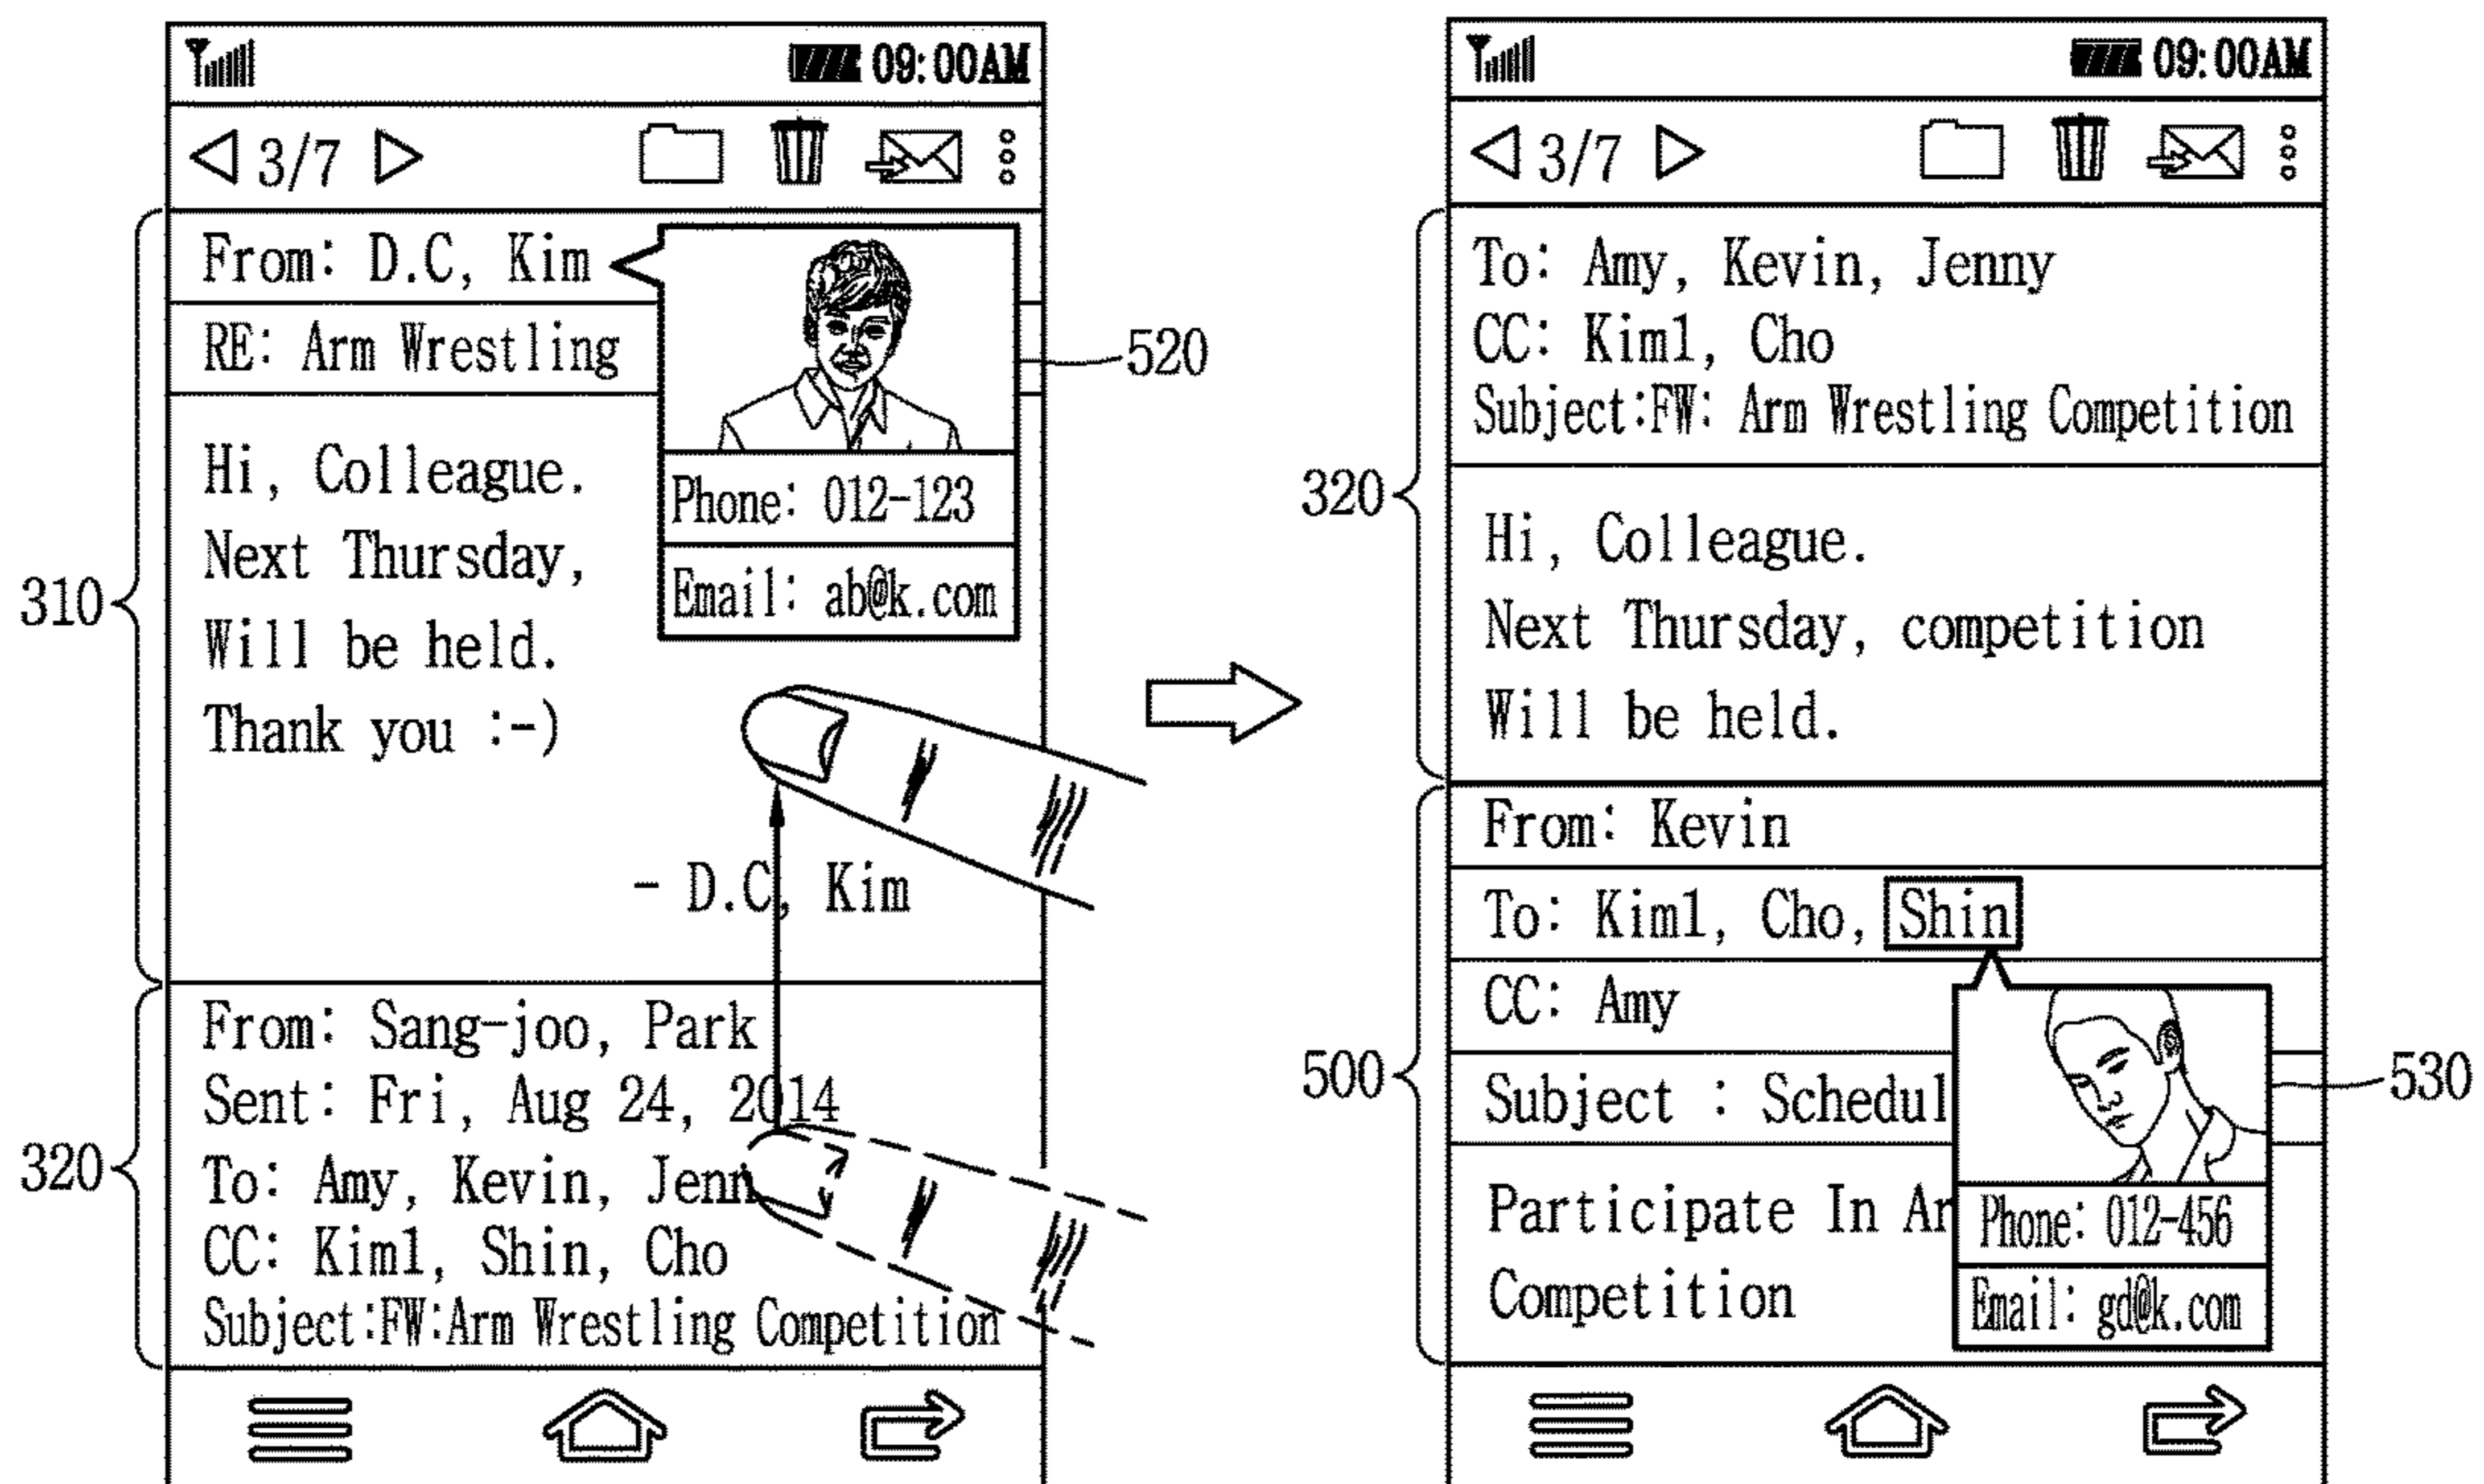 09:00AM
3/7
From: D.C, Kim
RE: Arm Wrestling
520
Phone: 012-123
Email: ab@k.com
Hi, Colleague.
Next Thursday,
Will be held.
Thank you :-)
310
- D.C, Kim
From: Sang-joo, Park
Sent: Fri, Aug 24, 2014
To: Amy, Kevin, Jenn
CC: Kim1, Shin, Cho
Subject:FW:Arm Wrestling Competition
320
09:00AM
3/7
To: Amy, Kevin, Jenny
CC: Kim1, Cho
Subject:FW: Arm Wrestling Competition
320
Hi, Colleague.
Next Thursday, competition
Will be held.
From: Kevin
To: Kim1, Cho, Shin
CC: Amy
Subject : Schedul
500
530
Participate In Ar
Competition
Phone: 012-456
Email: gd@k.com